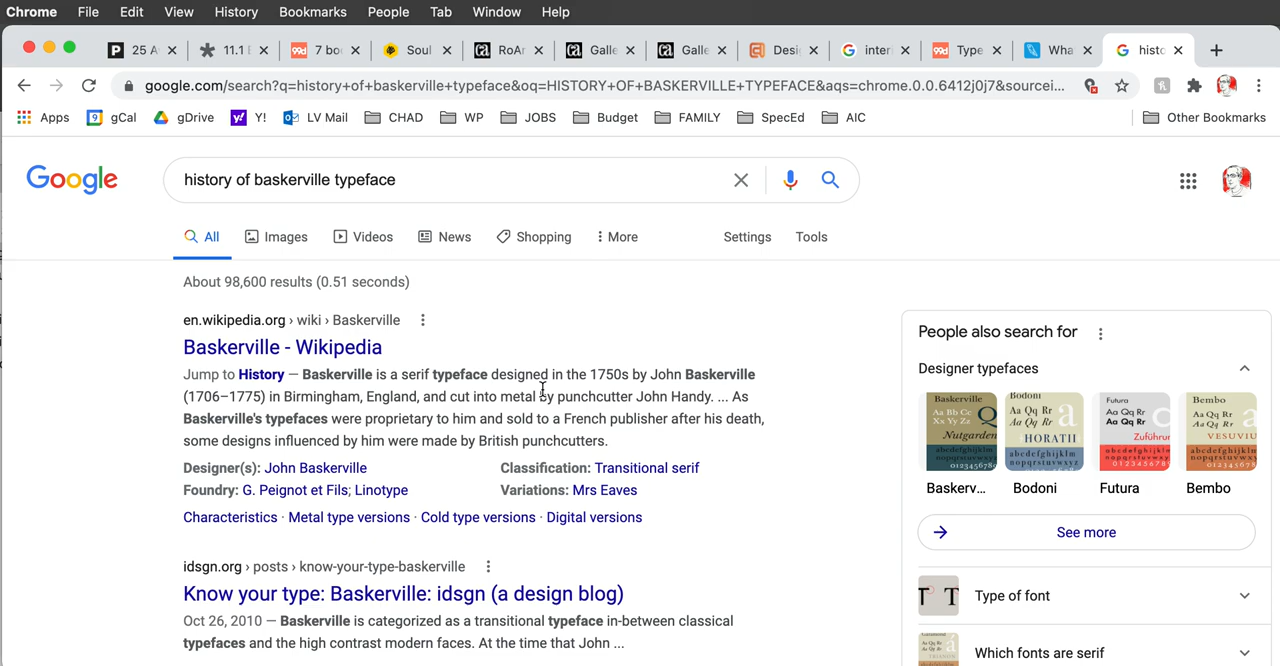 Chrome File Edit View History Bookmarks People Tab Window Help
25 A 11.1 E 99d 7 bo Soul RoAr Galle Galle Desi inter 99d Type Wha histo
google.com/search?q=history+of+baskerville+typeface&oq=HISTORY+OF+BASKERVILLE+TYPEFACE&aqs=chrome.0.0.6412j0j7&sourcei...
Apps gCal gDrive Y! LV Mail CHAD WP JOBS Budget FAMILY SpecEd AIC Other Bookmarks
Google history of baskerville typeface
All Images Videos News Shopping More Settings Tools
About 98,600 results (0.51 seconds)
en.wikipedia.org › wiki › Baskerville
Baskerville - Wikipedia
Jump to History — Baskerville is a serif typeface designed in the 1750s by John Baskerville
(1706–1775) in Birmingham, England, and cut into metal by punchcutter John Handy. ... As
Baskerville's typefaces were proprietary to him and sold to a French publisher after his death,
some designs influenced by him were made by British punchcutters.
Designer(s): John Baskerville Classification: Transitional serif
Foundry: G. Peignot et Fils; Linotype Variations: Mrs Eaves
Characteristics · Metal type versions · Cold type versions · Digital versions
idsgn.org › posts › know-your-type-baskerville
Know your type: Baskerville: idsgn (a design blog)
Oct 26, 2010 — Baskerville is categorized as a transitional typeface in-between classical
typefaces and the high contrast modern faces. At the time that John ...
People also search for
Designer typefaces
Baskerv... Bodoni Futura Bembo
See more
Type of font
Which fonts are serif